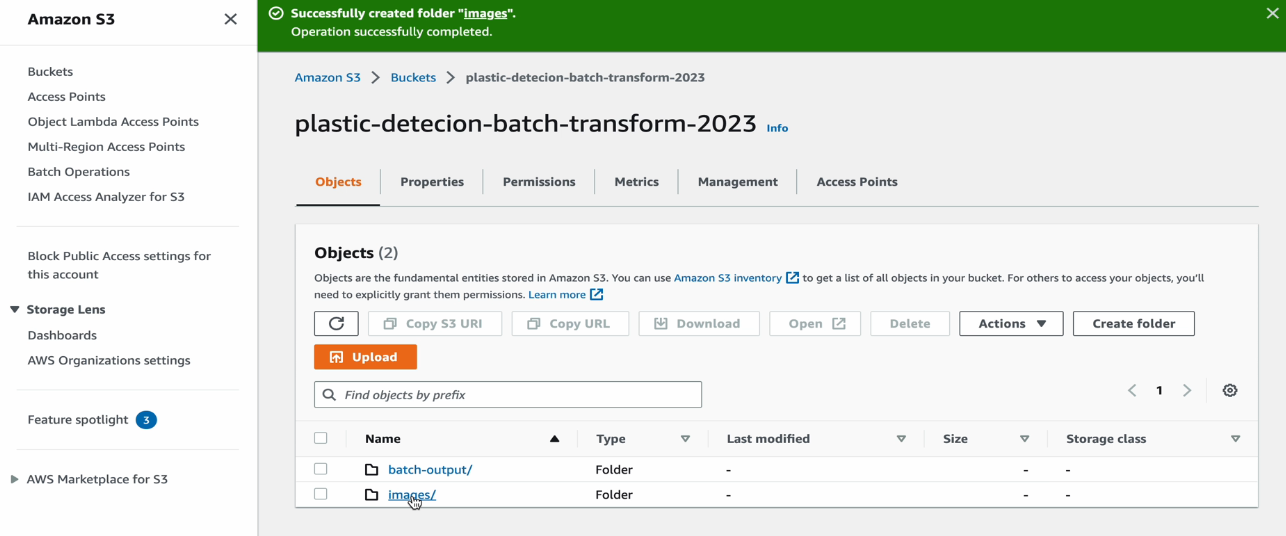 Amazon S3
Successfully created folder "images".
Operation successfully completed.
Buckets
Access Points
Object Lambda Access Points
Multi-Region Access Points
Batch Operations
IAM Access Analyzer for S3
Block Public Access settings for
this account
Storage Lens
Dashboards
AWS Organizations settings
Feature spotlight 3
AWS Marketplace for S3
Amazon S3 > Buckets > plastic-detecion-batch-transform-2023
plastic-detecion-batch-transform-2023 Info
Objects Properties Permissions Metrics Management Access Points
Objects (2)
Objects are the fundamental entities stored in Amazon S3. You can use Amazon S3 inventory to get a list of all objects in your bucket. For others to access your objects, you'll
need to explicitly grant them permissions. Learn more
Copy S3 URI Copy URL Download Open Delete Actions Create folder
Upload
Find objects by prefix
1
Name Type Last modified Size Storage class
batch-output/ Folder - - -
images/ Folder - - -